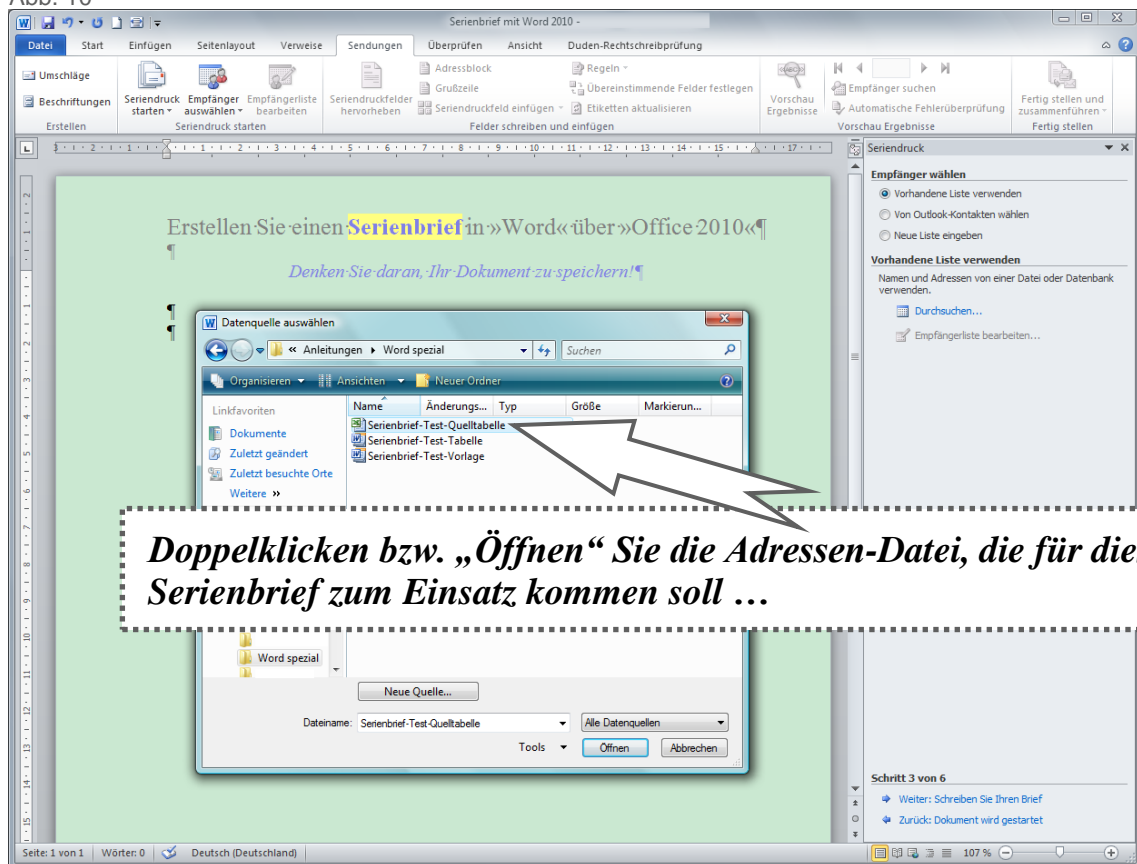 Abb. 10
Serienbrief mit Word 2010 -
Datei Start Einfügen Seitenlayout Verweise Sendungen Überprüfen Ansicht Duden-Rechtschreibprüfung
Umschläge
Beschriftungen
Erstellen
Seriendruck starten
Empfänger auswählen
Empfängerliste bearbeiten
Seriendruck starten
Seriendruckfelder hervorheben
Adressblock
Grußzeile
Seriendruckfeld einfügen
Regeln
Übereinstimmende Felder festlegen
Etiketten aktualisieren
Felder schreiben und einfügen
Vorschau Ergebnisse
Empfänger suchen
Automatische Fehlerüberprüfung
Vorschau Ergebnisse
Fertig stellen und zusammenführen
Fertig stellen
Erstellen Sie einen Serienbrief in »Word« über »Office 2010«¶
¶
Denken Sie daran, Ihr Dokument zu speichern!¶
¶
¶
Datenquelle auswählen
« Anleitungen Word spezial
Suchen
Organisieren Ansichten Neuer Ordner
Linkfavoriten
Dokumente
Zuletzt geändert
Zuletzt besuchte Orte
Weitere »
Name Änderungs... Typ Größe Markierun...
Serienbrief-Test-Quelltabelle
Serienbrief-Test-Tabelle
Serienbrief-Test-Vorlage
Doppelklicken bzw. „Öffnen“ Sie die Adressen-Datei, die für die
Serienbrief zum Einsatz kommen soll …
Word spezial
Neue Quelle...
Dateiname: Serienbrief-Test-Quelltabelle
Alle Datenquellen
Tools Öffnen Abbrechen
Seriendruck
Empfänger wählen
Vorhandene Liste verwenden
Von Outlook-Kontakten wählen
Neue Liste eingeben
Vorhandene Liste verwenden
Namen und Adressen von einer Datei oder Datenbank
verwenden.
Durchsuchen...
Empfängerliste bearbeiten...
Schritt 3 von 6
Weiter: Schreiben Sie Ihren Brief
Zurück: Dokument wird gestartet
Seite: 1 von 1 Wörter: 0 Deutsch (Deutschland) 107 %